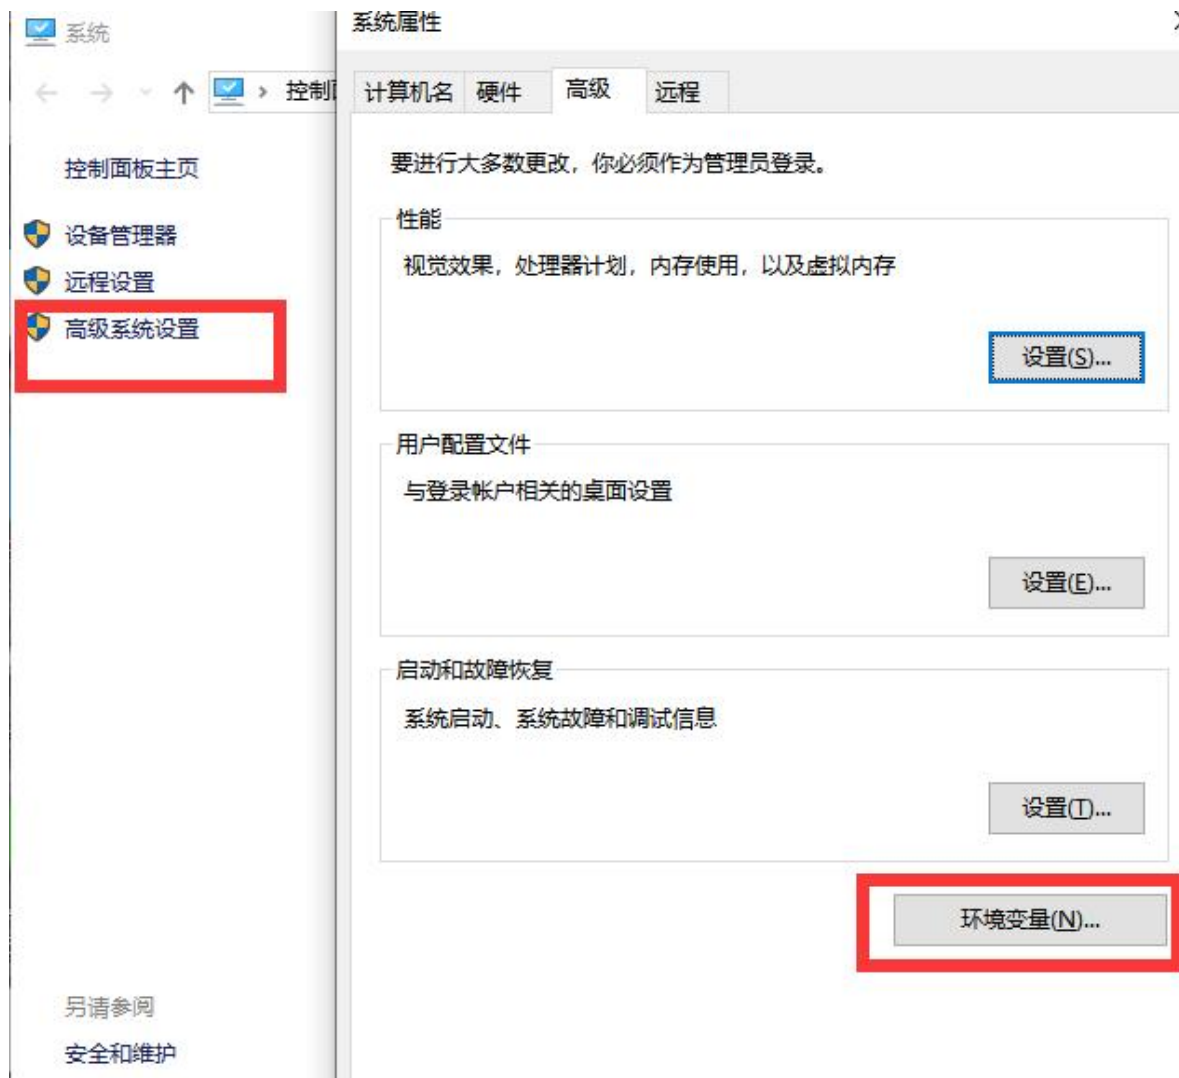 系统
控制
控制面板主页
设备管理器
远程设置
高级系统设置
另请参阅
安全和维护
系统属性
计算机名 硬件 高级 远程
要进行大多数更改，你必须作为管理员登录。
性能
视觉效果，处理器计划，内存使用，以及虚拟内存
设置(S)...
用户配置文件
与登录帐户相关的桌面设置
设置(E)...
启动和故障恢复
系统启动、系统故障和调试信息
设置(T)...
环境变量(N)...